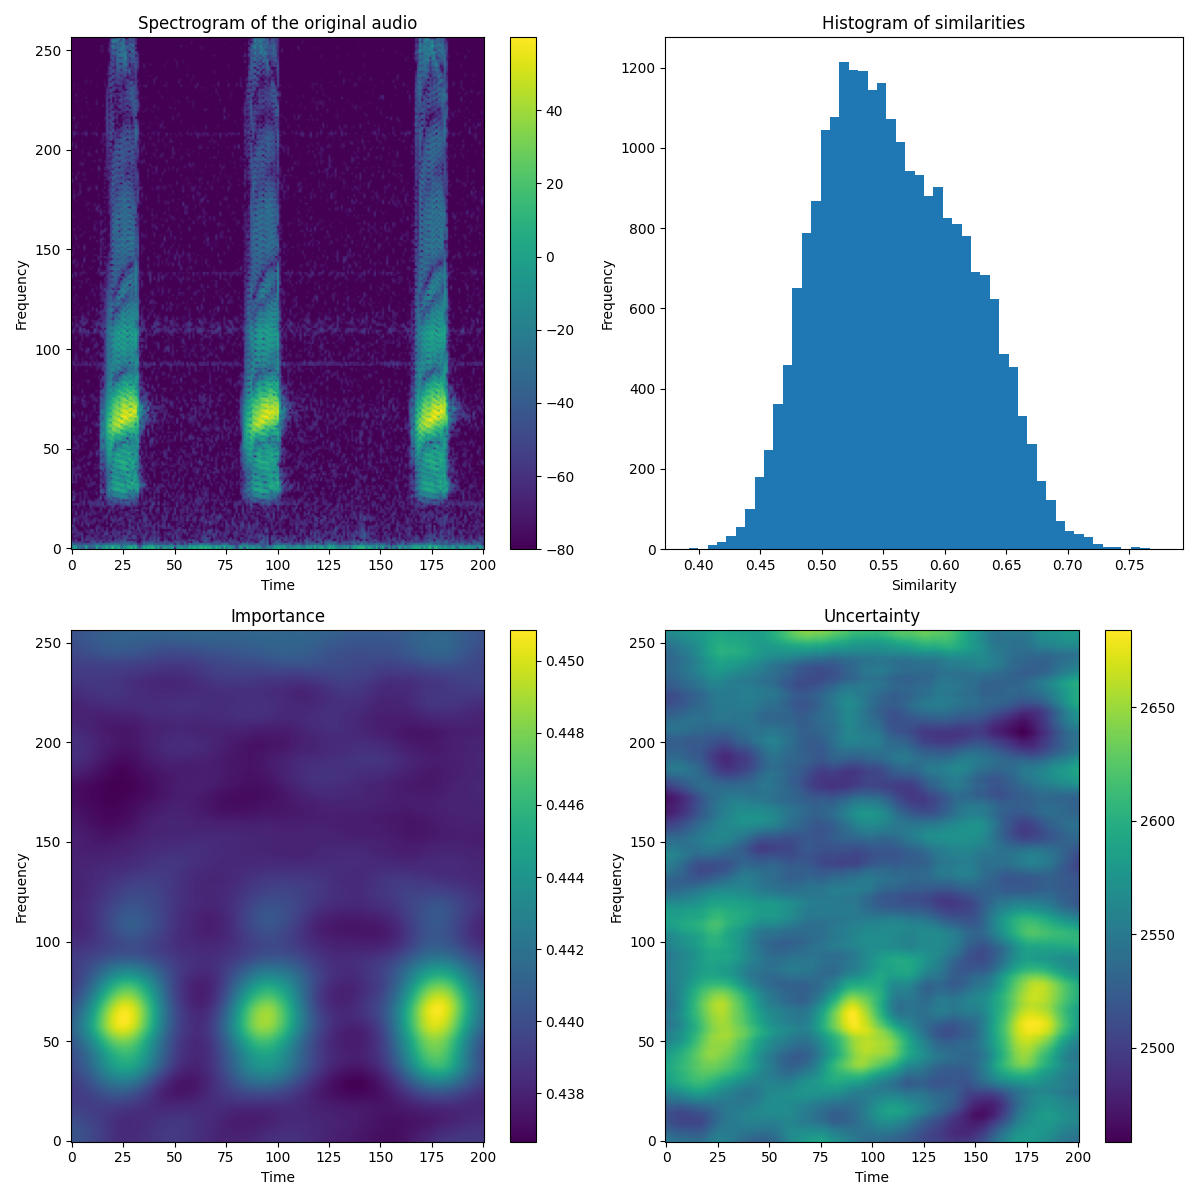 Spectrogram of the original audio
250
200
150
100
50
0
Frequency
0 25 50 75 100 125 150 175 200
Time
40
20
0
−20
−40
−60
−80
Histogram of similarities
1200
1000
800
600
400
200
0
Frequency
0.40 0.45 0.50 0.55 0.60 0.65 0.70 0.75
Similarity
Importance
250
200
150
100
50
0
Frequency
0 25 50 75 100 125 150 175 200
Time
0.450
0.448
0.446
0.444
0.442
0.440
0.438
Uncertainty
250
200
150
100
50
0
Frequency
0 25 50 75 100 125 150 175 200
Time
2650
2600
2550
2500